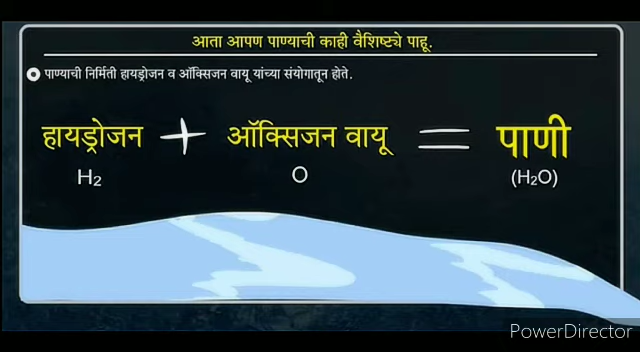 आता आपण पाण्याची काही वैशिष्ट्ये पाहू.
पाण्याची निर्मिती हायड्रोजन व ऑक्सिजन वायू यांच्या संयोगातून होते.
हायड्रोजन + ऑक्सिजन वायू = पाणी
H₂ O (H₂O)
PowerDirector